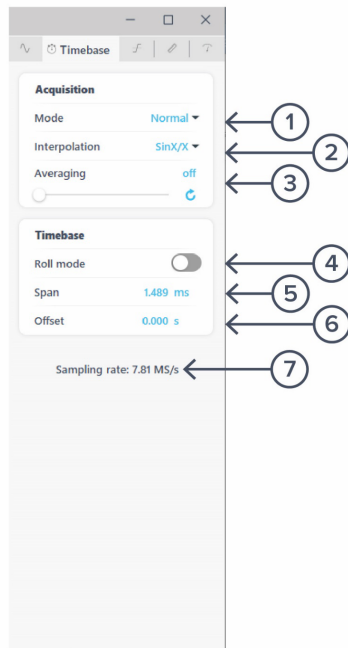 Timebase
Acquisition
Mode Normal
1
Interpolation SinX/X
2
Averaging off
3
Timebase
Roll mode
4
Span 1.489 ms
5
Offset 0.000 s
6
Sampling rate: 7.81 MS/s
7